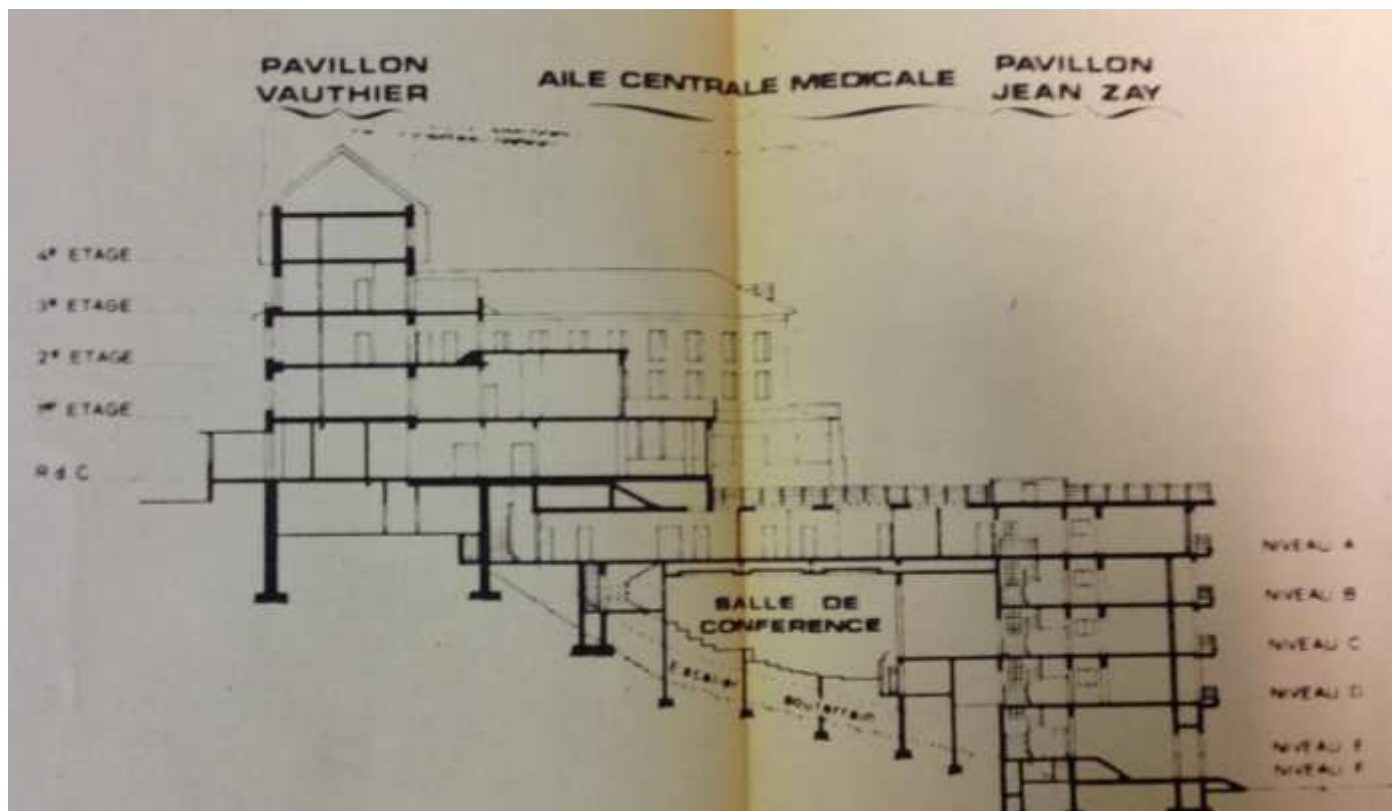 PAVILLON
VAUTHIER
AILE CENTRALE MEDICALE
PAVILLON
JEAN ZAY
4e ETAGE
3e ETAGE
2e ETAGE
1er ETAGE
R d C
SALLE DE
CONFERENCE
Escalier
souterrain
NIVEAU A
NIVEAU B
NIVEAU C
NIVEAU D
NIVEAU E
NIVEAU F